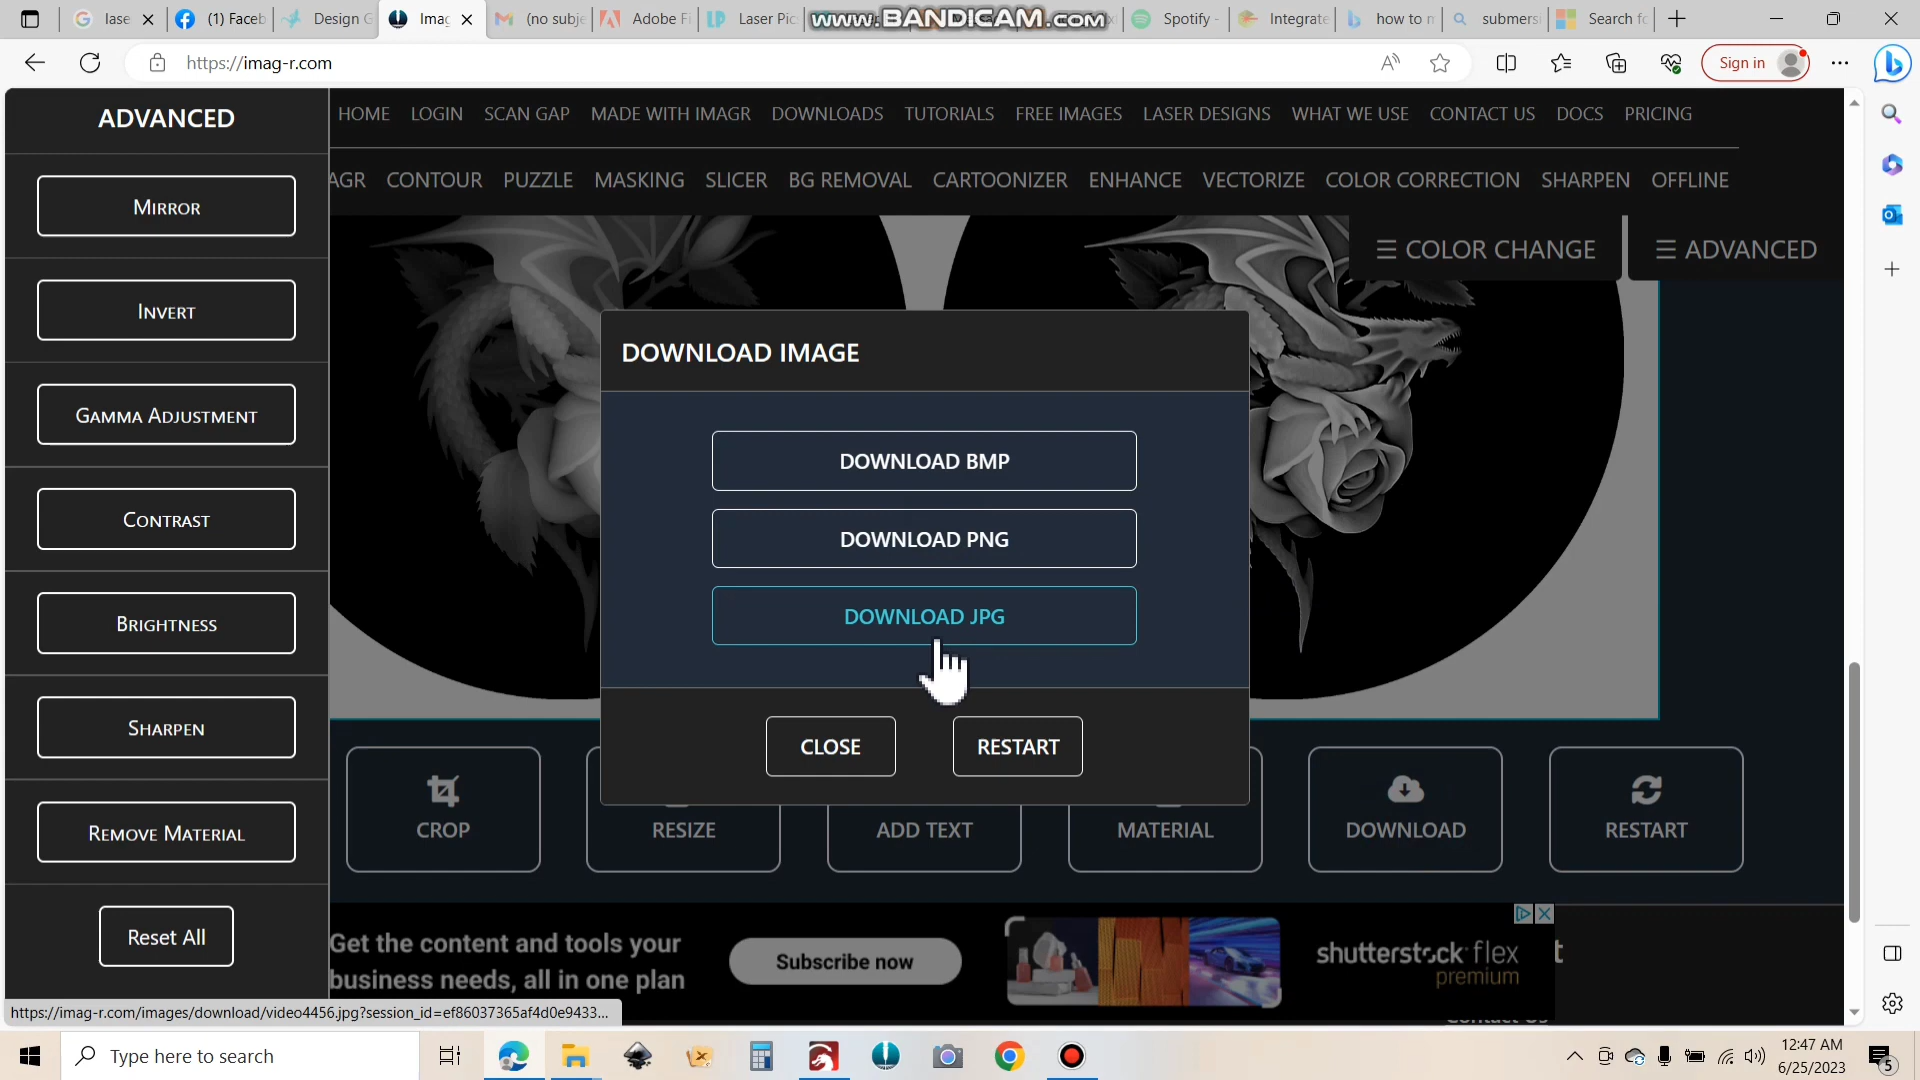 lase
(1) Faceb
Design G
Imag
(no subje
Adobe Fi
Laser Pic
www.BANDICAM.com
Spotify -
Integrate
how to m
submersi
Search fo
https://imag-r.com
Sign in
ADVANCED
HOME LOGIN SCAN GAP MADE WITH IMAGR DOWNLOADS TUTORIALS FREE IMAGES LASER DESIGNS WHAT WE USE CONTACT US DOCS PRICING
AGR CONTOUR PUZZLE MASKING SLICER BG REMOVAL CARTOONIZER ENHANCE VECTORIZE COLOR CORRECTION SHARPEN OFFLINE
☰ COLOR CHANGE
☰ ADVANCED
Mirror
Invert
Gamma Adjustment
Contrast
Brightness
Sharpen
Remove Material
Reset All
DOWNLOAD IMAGE
DOWNLOAD BMP
DOWNLOAD PNG
DOWNLOAD JPG
CLOSE
RESTART
CROP
RESIZE
ADD TEXT
MATERIAL
DOWNLOAD
RESTART
Get the content and tools your
business needs, all in one plan
Subscribe now
shutterstock flex
premium
Contact Us
https://imag-r.com/images/download/video4456.jpg?session_id=ef86037365af4d0e9433...
Type here to search
12:47 AM
6/25/2023
5